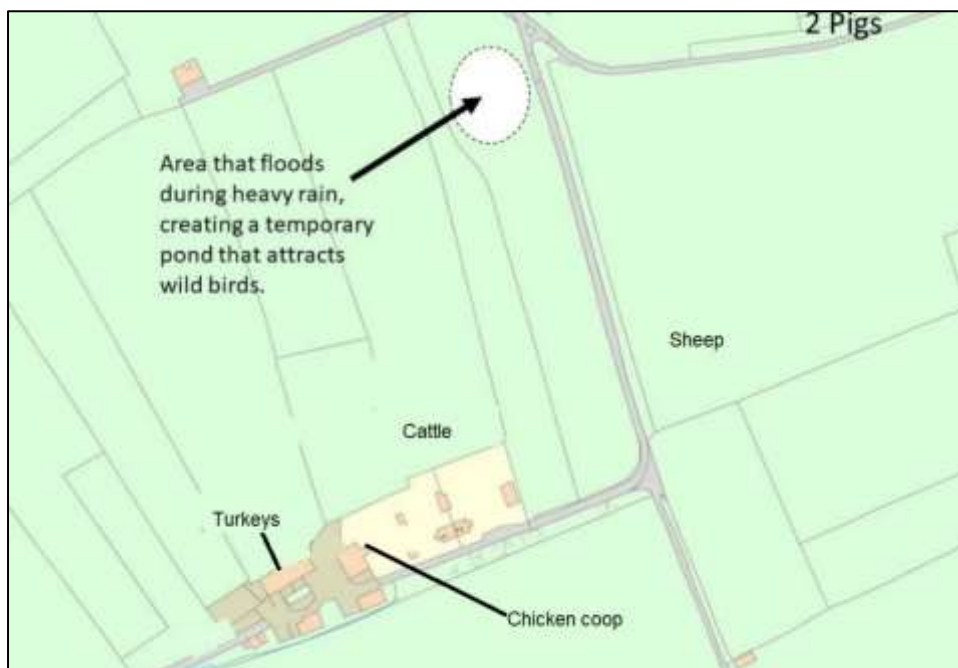 2 Pigs
Area that floods
during heavy rain,
creating a temporary
pond that attracts
wild birds.
Sheep
Cattle
Turkeys
Chicken coop